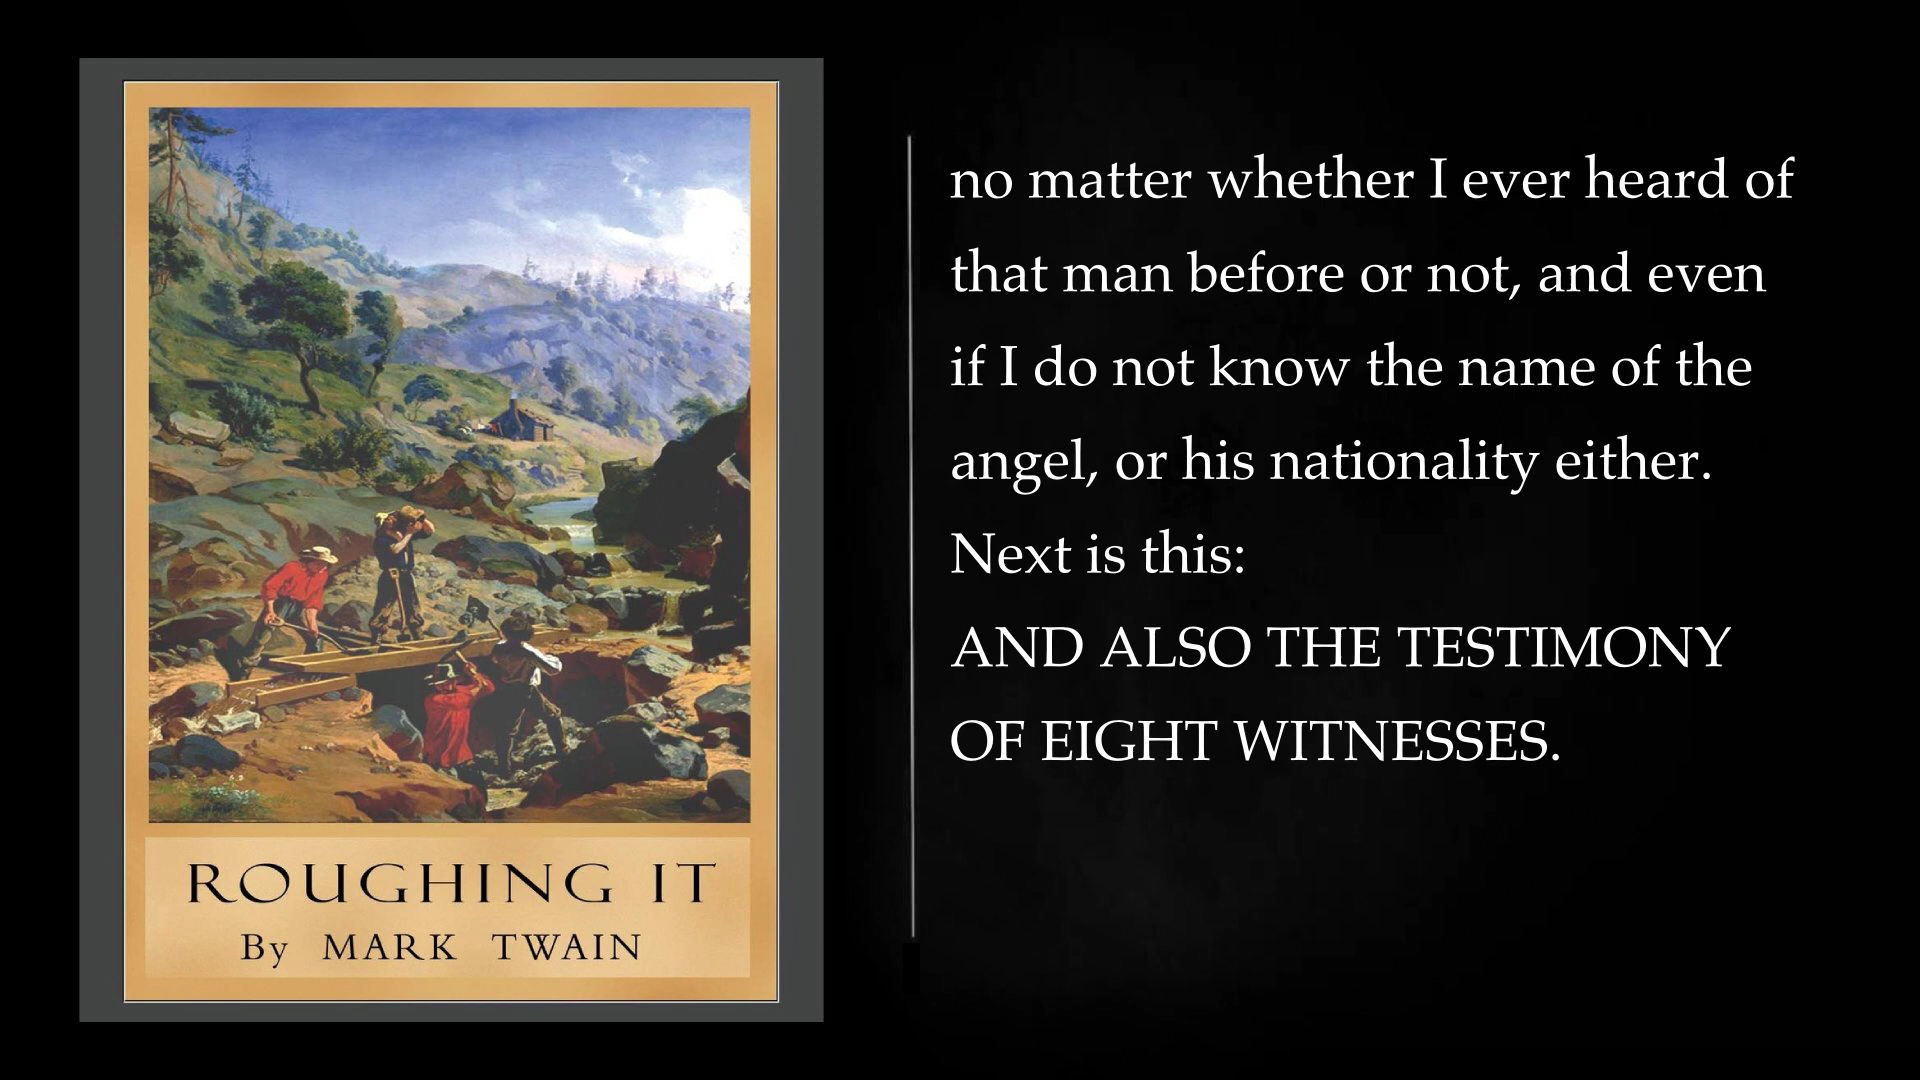 ROUGHING IT
By MARK TWAIN
no matter whether I ever heard of
that man before or not, and even
if I do not know the name of the
angel, or his nationality either.
Next is this:
AND ALSO THE TESTIMONY
OF EIGHT WITNESSES.